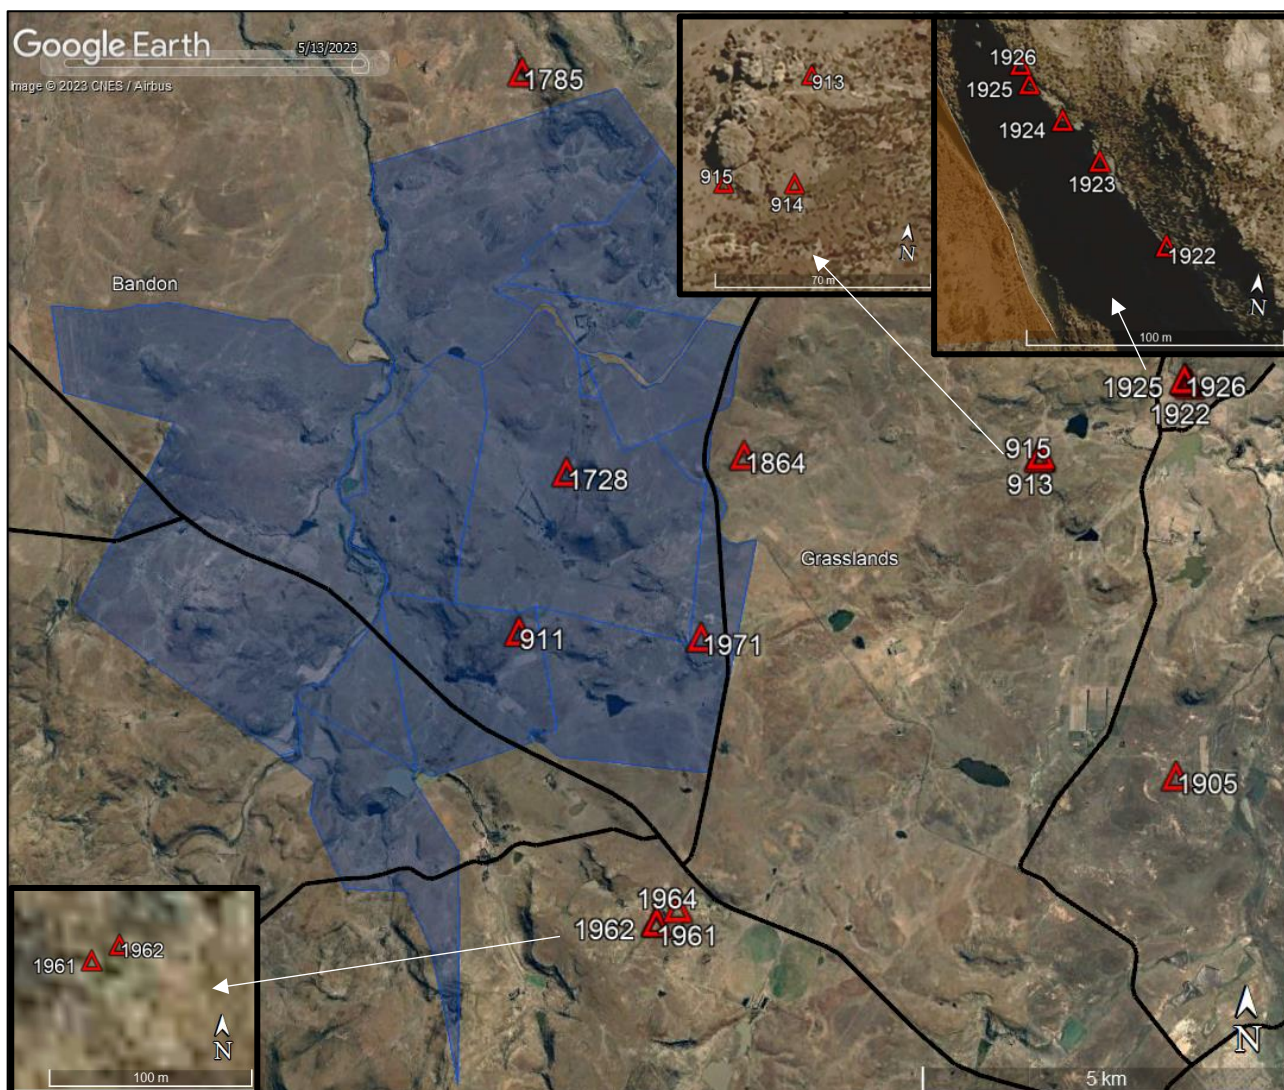 Google Earth
5/13/2023
Image © 2023 CNES / Airbus
1785
913
915
914
70 m
N
1926
1925
1924
1923
1922
100 m
N
Bandon
1925
1926
1922
1728
1864
915
913
Grasslands
911
1971
1905
1964
1962
1961
1961
1962
N
100 m
N
5 km